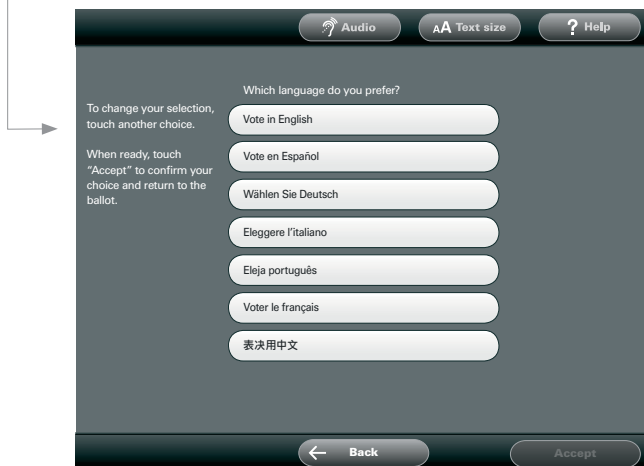 Audio
AA Text size
? Help
Which language do you prefer?
To change your selection,
touch another choice.
When ready, touch
“Accept” to confirm your
choice and return to the
ballot.
Vote in English
Vote en Español
Wählen Sie Deutsch
Eleggere l’italiano
Eleja português
Voter le français
表决用中文
Back
Accept